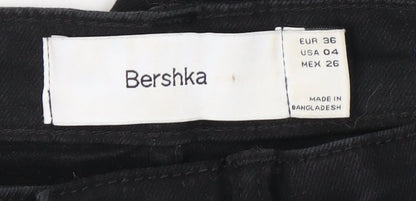 Bershka
EUR 36
USA 04
MEX 26
MADE IN
BANGLADESH